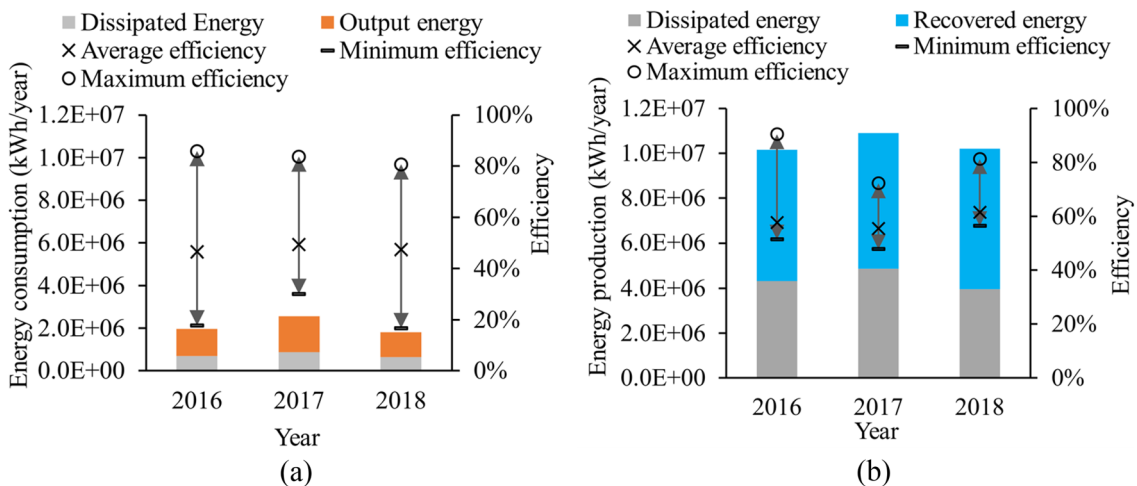 Dissipated Energy Output energy
Average efficiency Minimum efficiency
Maximum efficiency
Energy consumption (kWh/year)
1.2E+07
1.0E+07
8.0E+06
6.0E+06
4.0E+06
2.0E+06
0.0E+00
100%
80%
60%
40%
20%
0%
Efficiency
2016 2017 2018
Year
(a)
Dissipated energy Recovered energy
Average efficiency Minimum efficiency
Maximum efficiency
Energy production (kWh/year)
1.2E+07
1.0E+07
8.0E+06
6.0E+06
4.0E+06
2.0E+06
0.0E+00
100%
80%
60%
40%
20%
0%
Efficiency
2016 2017 2018
Year
(b)